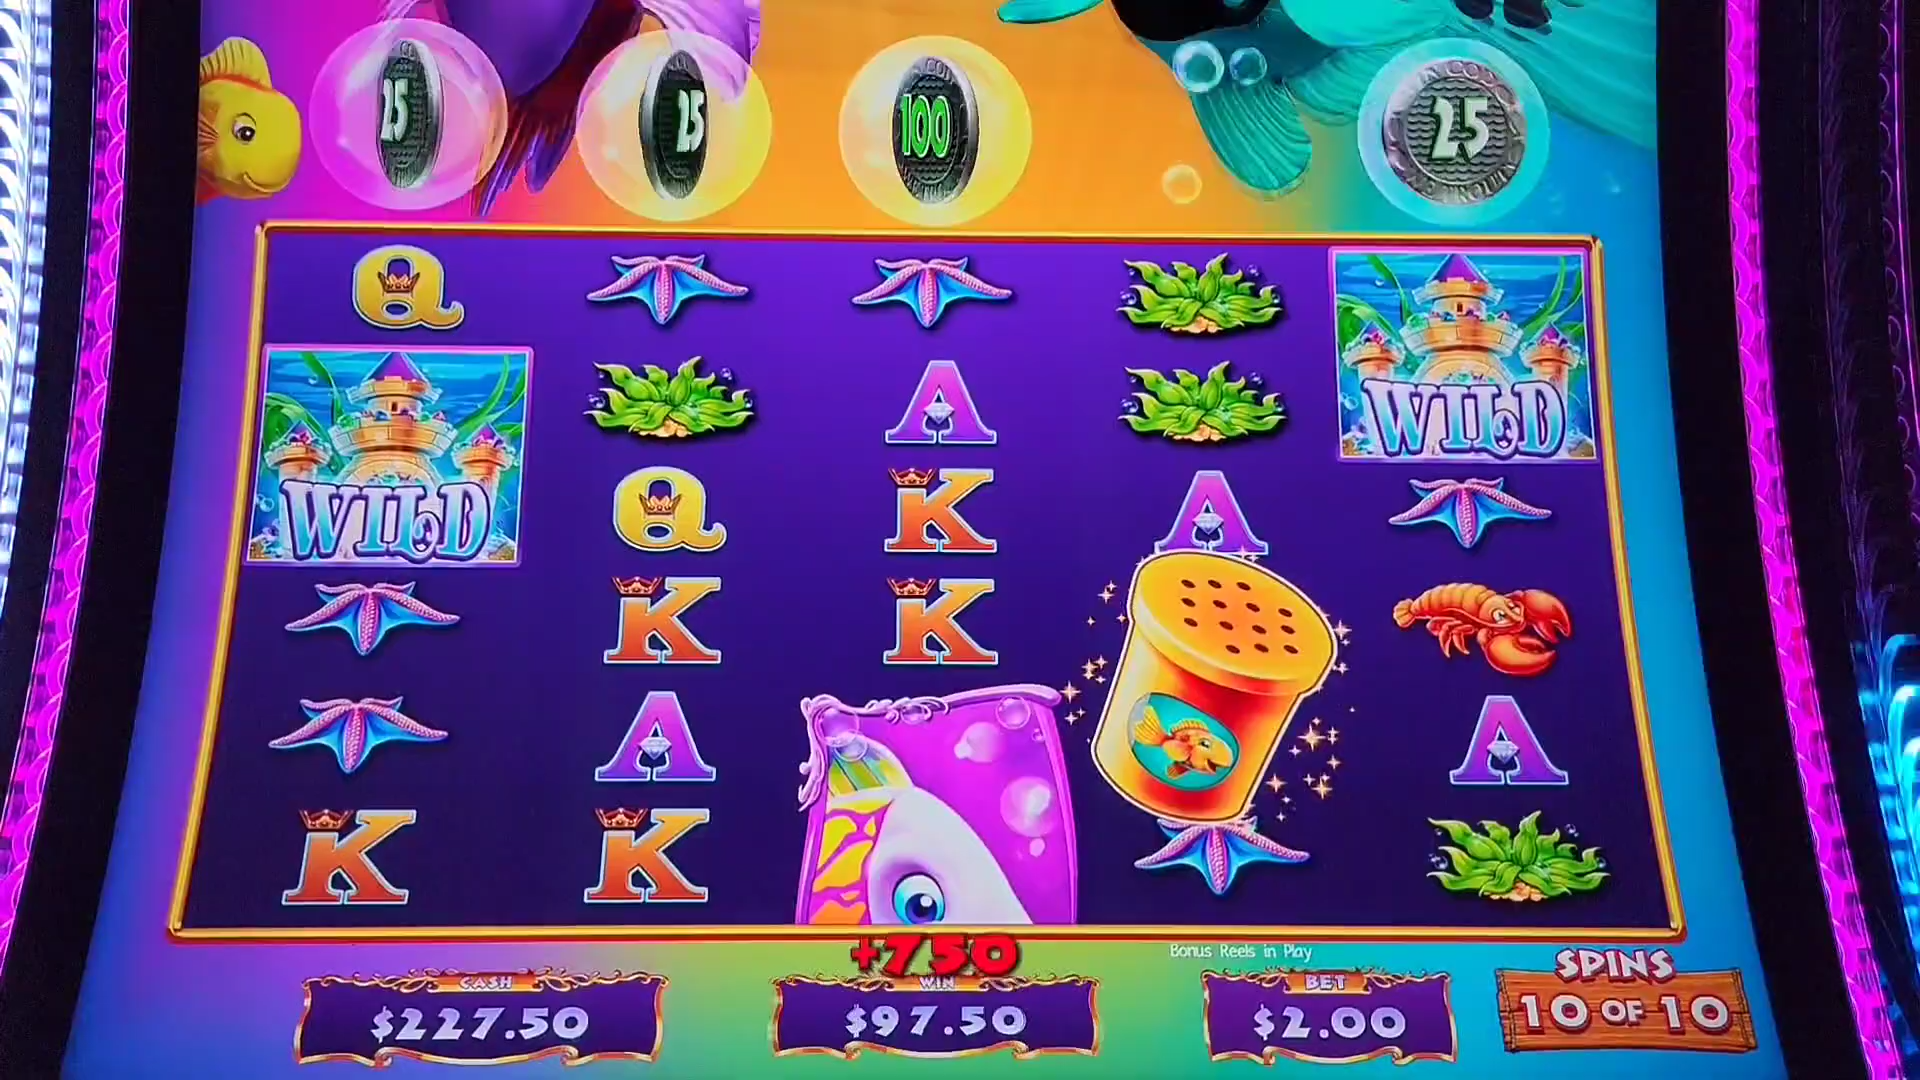 25
25
100
25
Q
WILD
A
WILD
Q
K
A
K
K
A
A
K
K
+750
Bonus Reels in Play
SPINS
10 OF 10
CASH
$227.50
WIN
$97.50
BET
$2.00